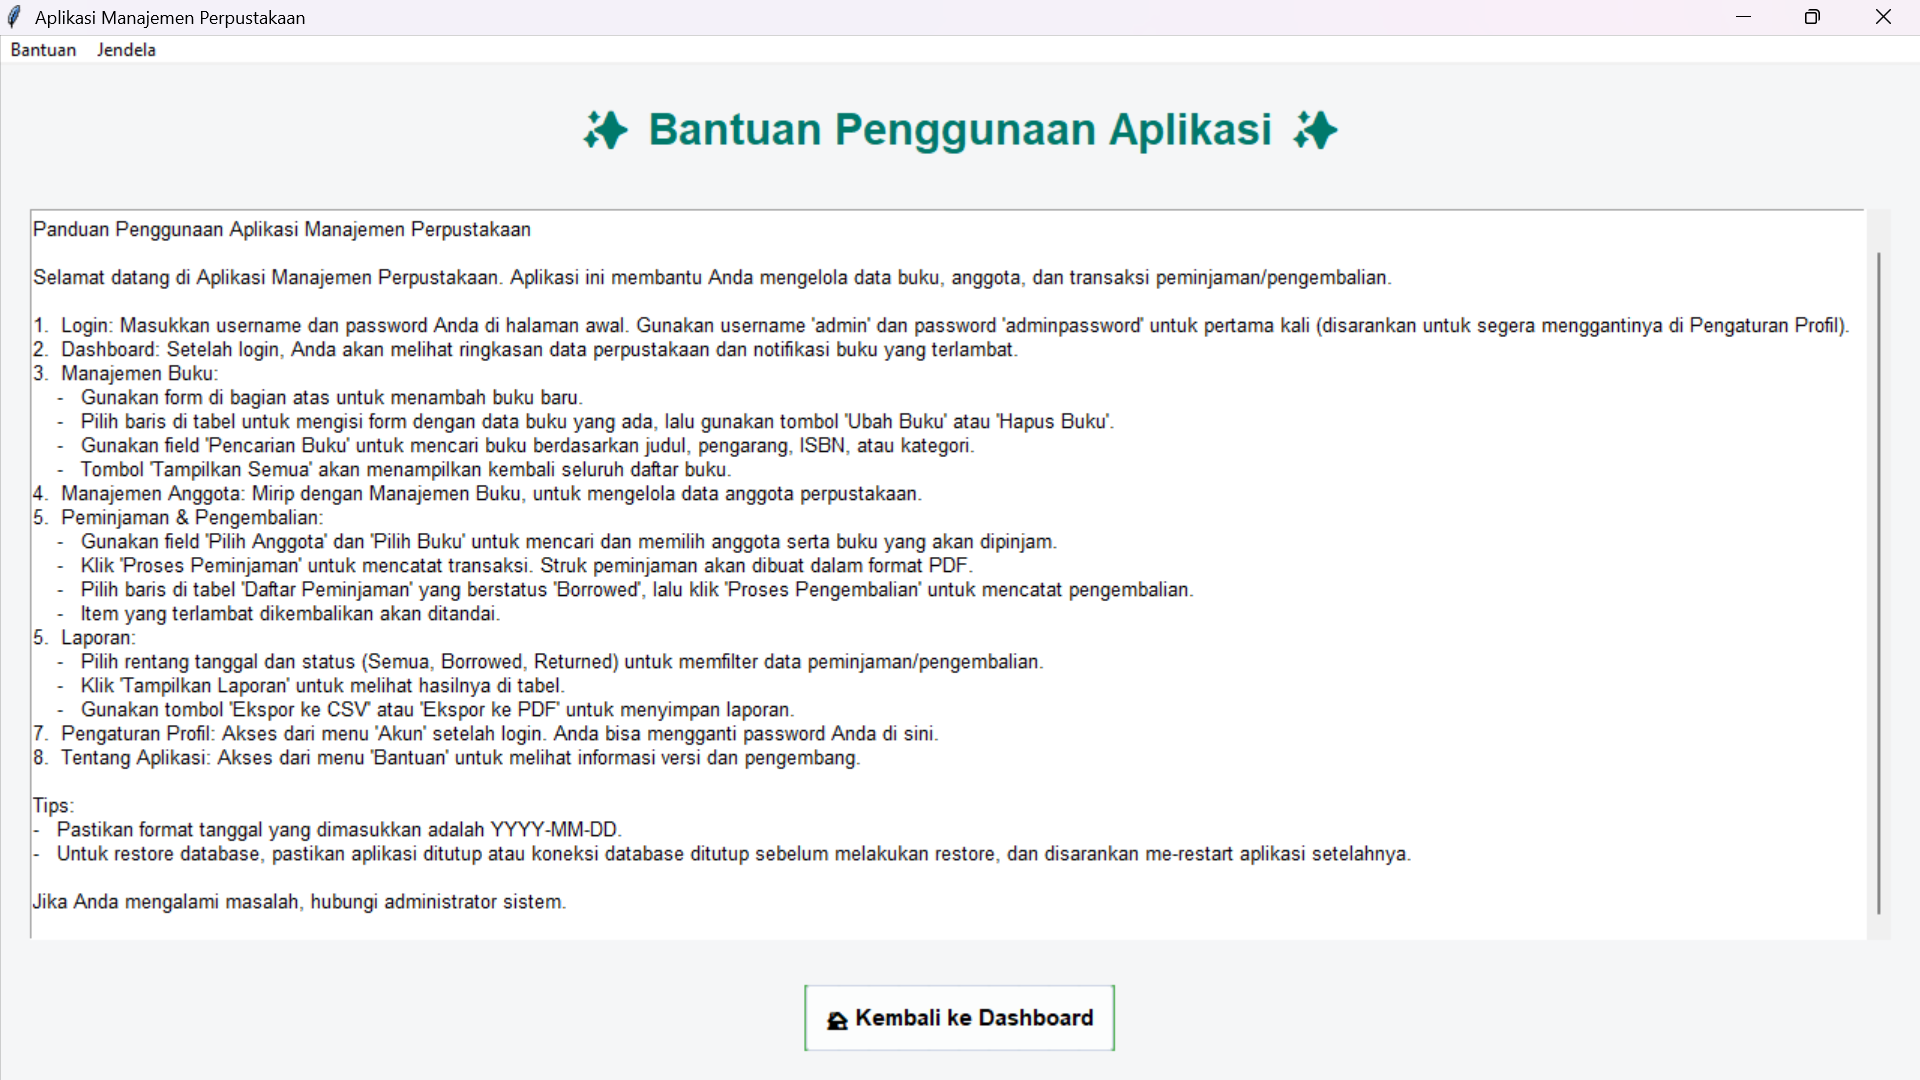 Aplikasi Manajemen Perpustakaan
Bantuan Jendela
Bantuan Penggunaan Aplikasi
Panduan Penggunaan Aplikasi Manajemen Perpustakaan
Selamat datang di Aplikasi Manajemen Perpustakaan. Aplikasi ini membantu Anda mengelola data buku, anggota, dan transaksi peminjaman/pengembalian.
1. Login: Masukkan username dan password Anda di halaman awal. Gunakan username 'admin' dan password 'adminpassword' untuk pertama kali (disarankan untuk segera menggantinya di Pengaturan Profil).
2. Dashboard: Setelah login, Anda akan melihat ringkasan data perpustakaan dan notifikasi buku yang terlambat.
3. Manajemen Buku:
- Gunakan form di bagian atas untuk menambah buku baru.
- Pilih baris di tabel untuk mengisi form dengan data buku yang ada, lalu gunakan tombol 'Ubah Buku' atau 'Hapus Buku'.
- Gunakan field 'Pencarian Buku' untuk mencari buku berdasarkan judul, pengarang, ISBN, atau kategori.
- Tombol 'Tampilkan Semua' akan menampilkan kembali seluruh daftar buku.
4. Manajemen Anggota: Mirip dengan Manajemen Buku, untuk mengelola data anggota perpustakaan.
5. Peminjaman & Pengembalian:
- Gunakan field 'Pilih Anggota' dan 'Pilih Buku' untuk mencari dan memilih anggota serta buku yang akan dipinjam.
- Klik 'Proses Peminjaman' untuk mencatat transaksi. Struk peminjaman akan dibuat dalam format PDF.
- Pilih baris di tabel 'Daftar Peminjaman' yang berstatus 'Borrowed', lalu klik 'Proses Pengembalian' untuk mencatat pengembalian.
- Item yang terlambat dikembalikan akan ditandai.
5. Laporan:
- Pilih rentang tanggal dan status (Semua, Borrowed, Returned) untuk memfilter data peminjaman/pengembalian.
- Klik 'Tampilkan Laporan' untuk melihat hasilnya di tabel.
- Gunakan tombol 'Ekspor ke CSV' atau 'Ekspor ke PDF' untuk menyimpan laporan.
7. Pengaturan Profil: Akses dari menu 'Akun' setelah login. Anda bisa mengganti password Anda di sini.
8. Tentang Aplikasi: Akses dari menu 'Bantuan' untuk melihat informasi versi dan pengembang.
Tips:
- Pastikan format tanggal yang dimasukkan adalah YYYY-MM-DD.
- Untuk restore database, pastikan aplikasi ditutup atau koneksi database ditutup sebelum melakukan restore, dan disarankan me-restart aplikasi setelahnya.
Jika Anda mengalami masalah, hubungi administrator sistem.
Kembali ke Dashboard